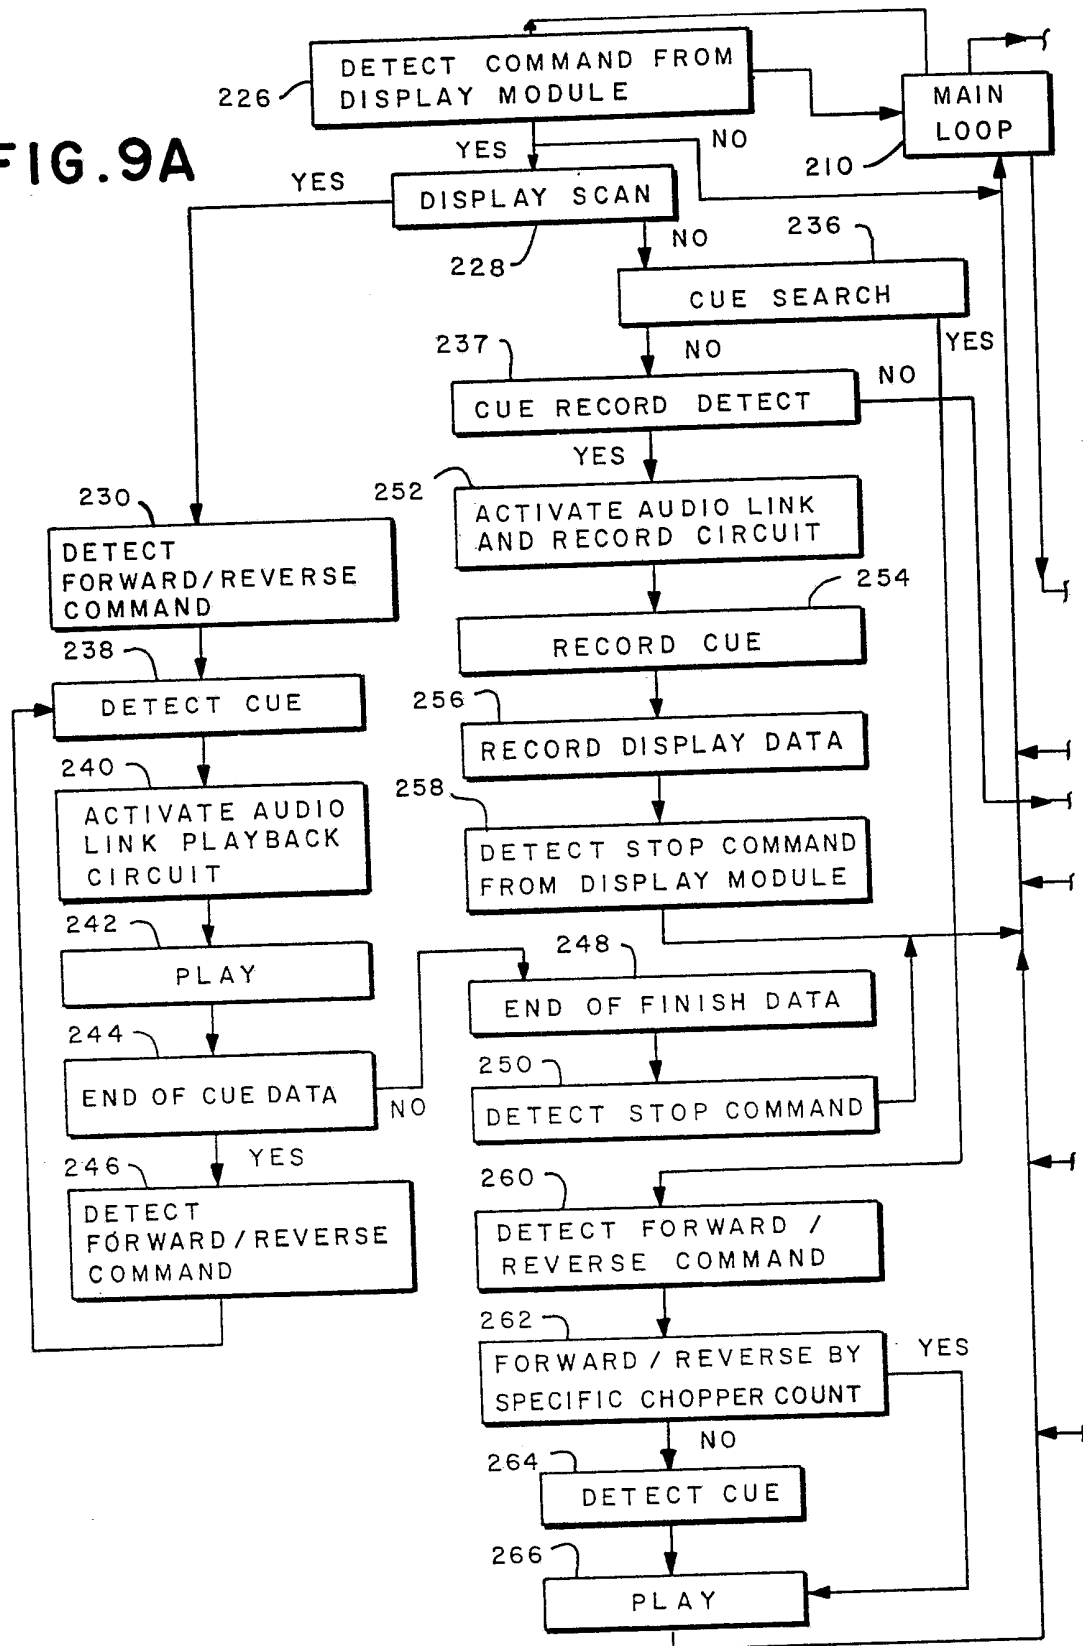 FIG.9A
226
DETECT COMMAND FROM
DISPLAY MODULE
MAIN
LOOP
210
YES
NO
YES
DISPLAY SCAN
228
NO
236
CUE SEARCH
YES
237
NO
NO
CUE RECORD DETECT
YES
252
ACTIVATE AUDIO LINK
AND RECORD CIRCUIT
230
DETECT
FORWARD/REVERSE
COMMAND
254
RECORD CUE
238
DETECT CUE
256
RECORD DISPLAY DATA
240
ACTIVATE AUDIO
LINK PLAYBACK
CIRCUIT
258
DETECT STOP COMMAND
FROM DISPLAY MODULE
242
PLAY
248
END OF FINISH DATA
244
END OF CUE DATA
NO
250
DETECT STOP COMMAND
YES
246
DETECT
FORWARD/REVERSE
COMMAND
260
DETECT FORWARD /
REVERSE COMMAND
262
FORWARD / REVERSE BY
SPECIFIC CHOPPER COUNT
YES
NO
264
DETECT CUE
266
PLAY